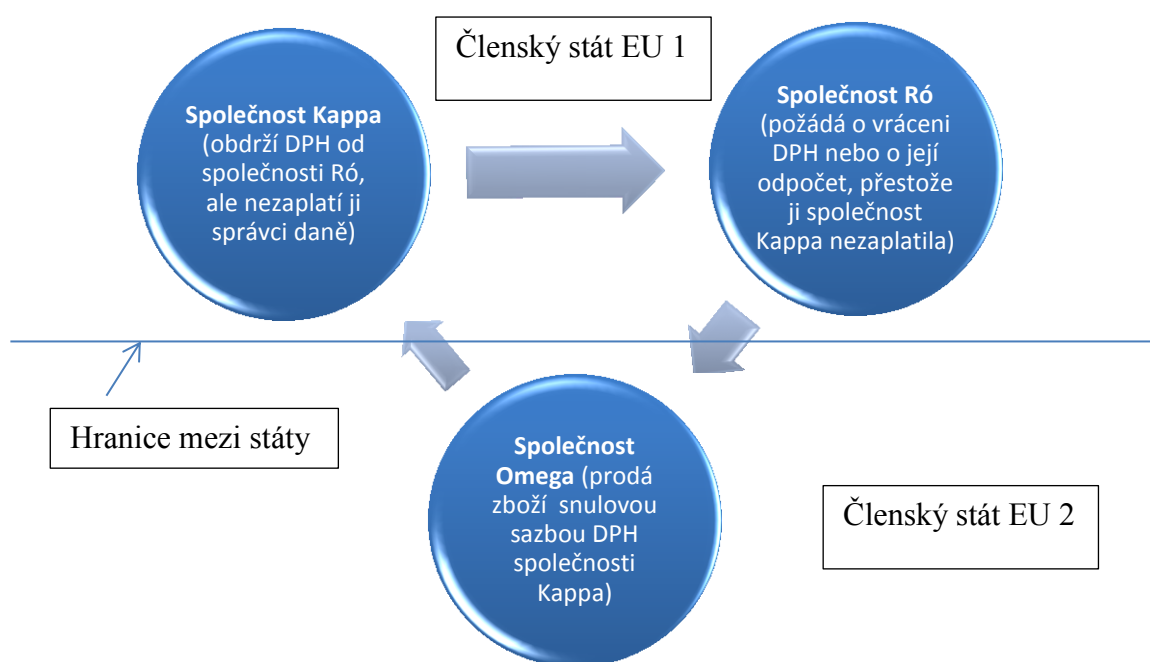 Členský stát EU 1
Společnost Kappa
(obdrží DPH od
společnosti Ró,
ale nezaplatí ji
správci daně)
Společnost Ró
(požádá o vráceni
DPH nebo o její
odpočet, přestože
ji společnost
Kappa nezaplatila)
Hranice mezi státy
Společnost
Omega (prodá
zboží snulovou
sazbou DPH
společnosti
Kappa)
Členský stát EU 2